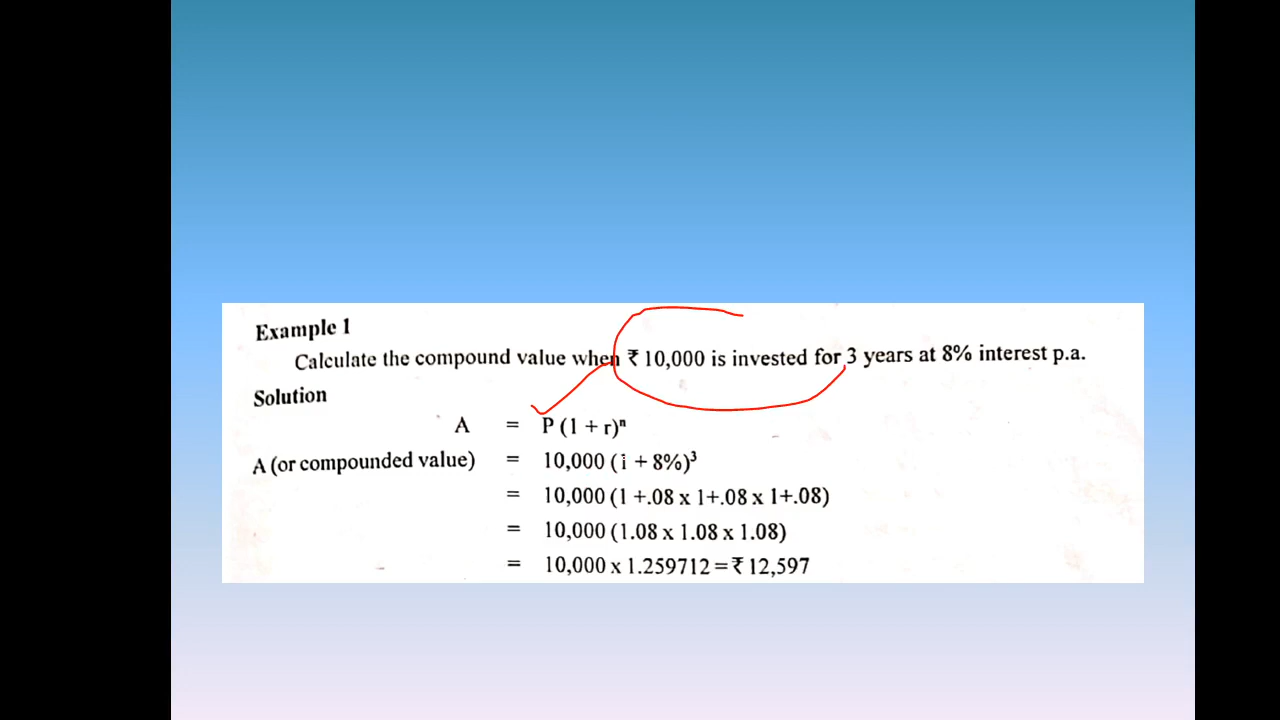 Example 1
Calculate the compound value when ₹ 10,000 is invested for 3 years at 8% interest p.a.
Solution
A = P (1 + r)ⁿ
A (or compounded value) = 10,000 (1 + 8%)³
= 10,000 (1 +.08 x 1+.08 x 1+.08)
= 10,000 (1.08 x 1.08 x 1.08)
= 10,000 x 1.259712 = ₹ 12,597